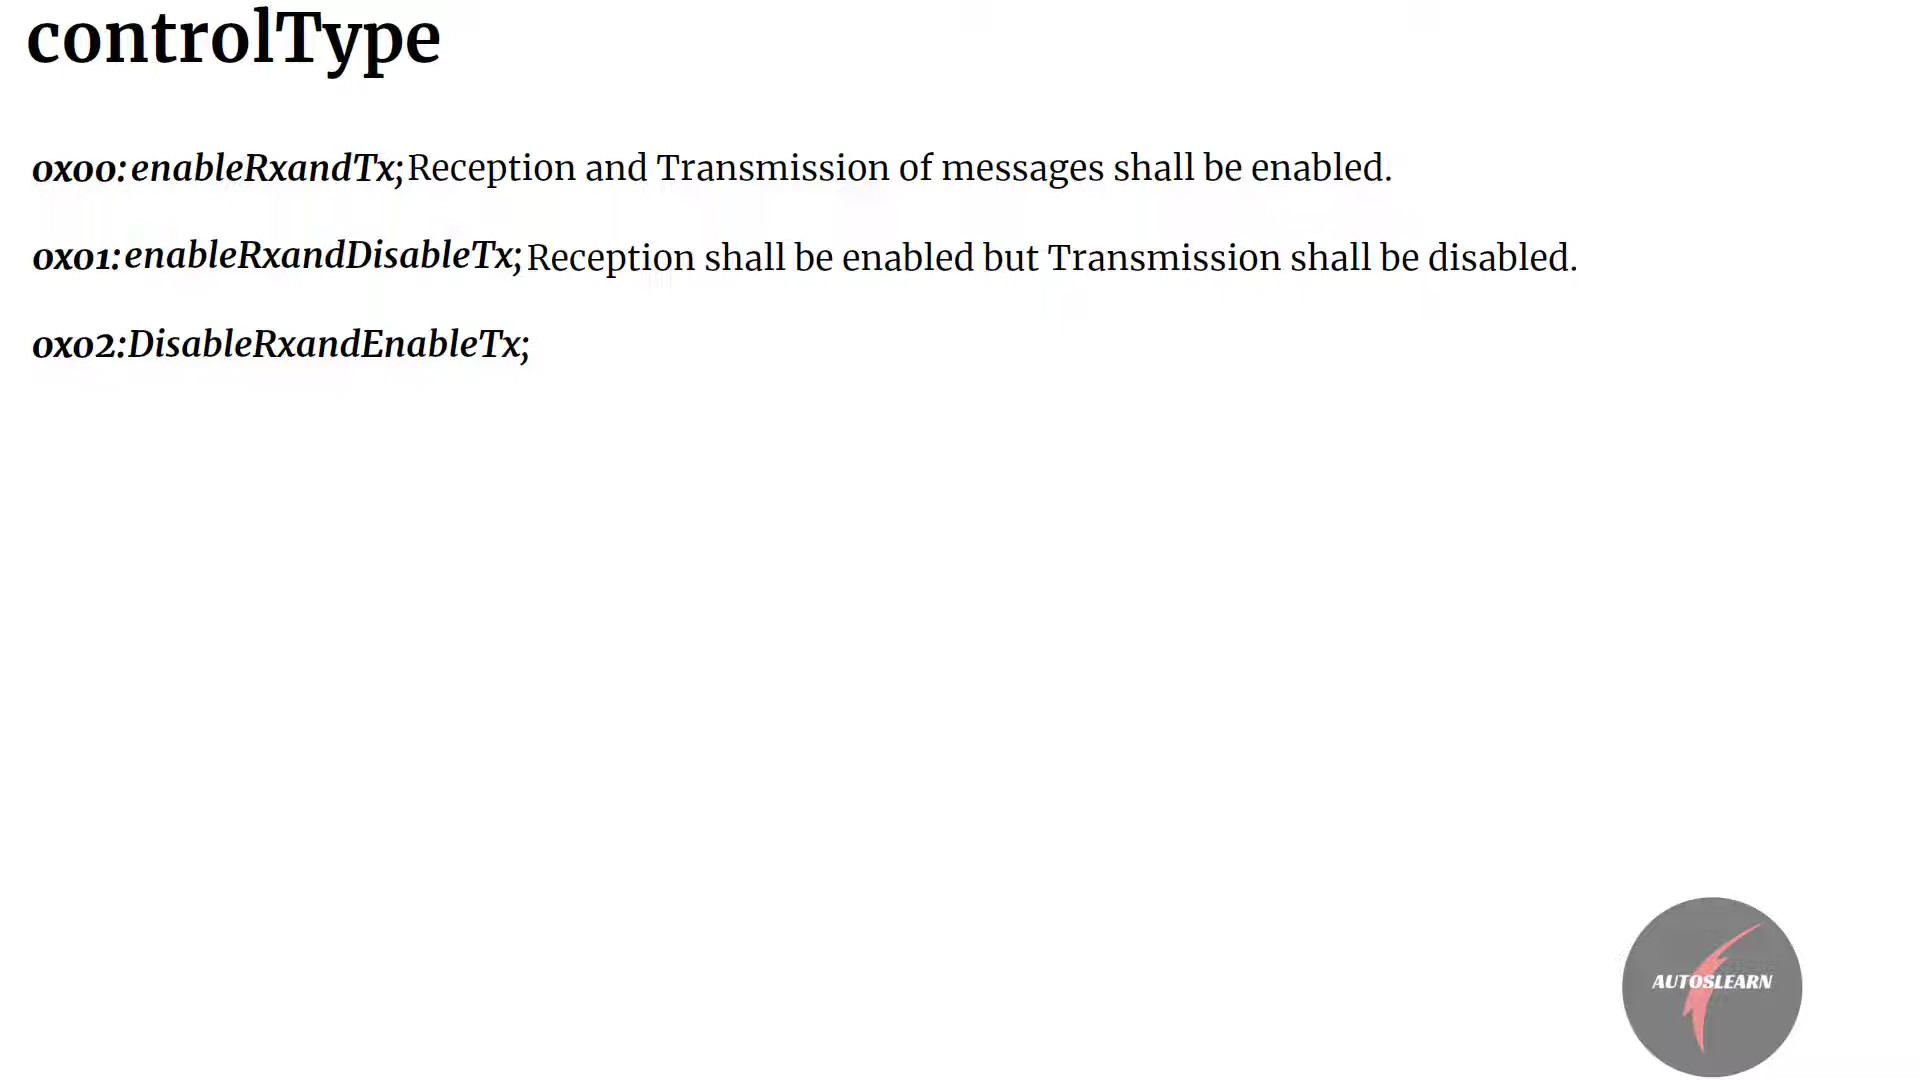 controlType
0x00:enableRxandTx;Reception and Transmission of messages shall be enabled.
0x01:enableRxandDisableTx;Reception shall be enabled but Transmission shall be disabled.
0x02:DisableRxandEnableTx;
AUTOSLEARN